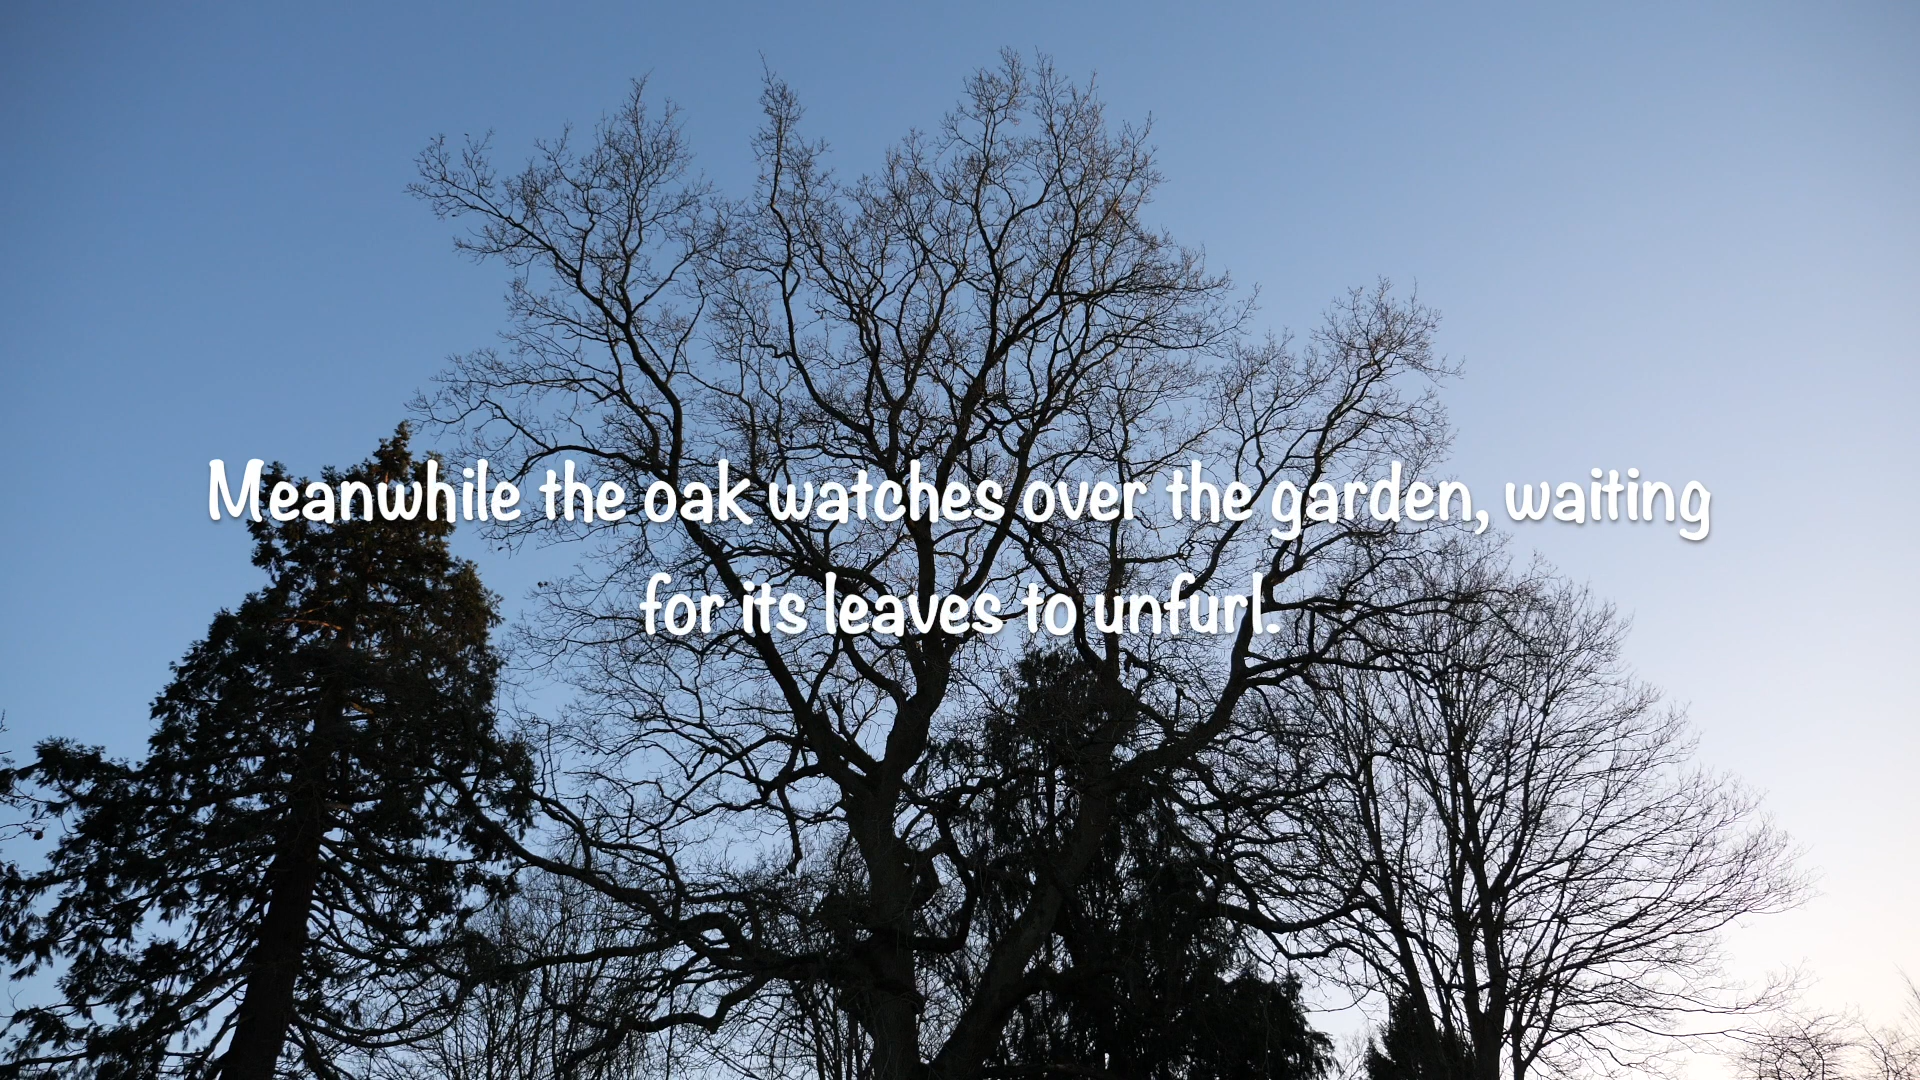 Meanwhile the oak watches over the garden, waiting
for its leaves to unfurl.